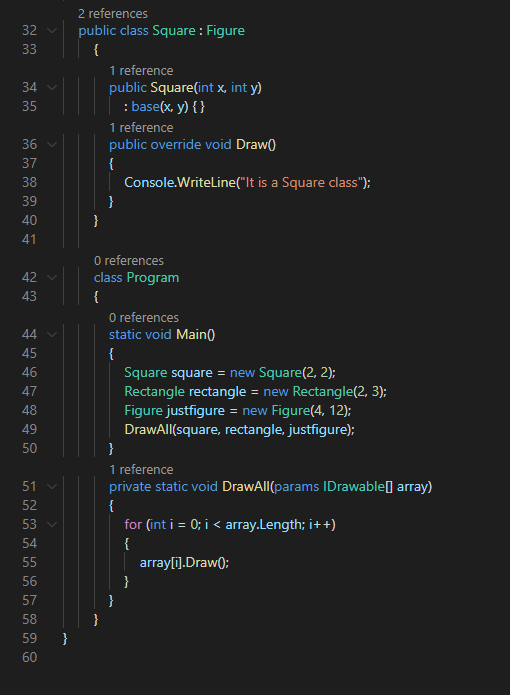 2 references
32 public class Square : Figure
33 {
1 reference
34 public Square(int x, int y)
35 : base(x, y) { }
1 reference
36 public override void Draw()
37 {
38 Console.WriteLine("It is a Square class");
39 }
40 }
41
0 references
42 class Program
43 {
0 references
44 static void Main()
45 {
46 Square square = new Square(2, 2);
47 Rectangle rectangle = new Rectangle(2, 3);
48 Figure justfigure = new Figure(4, 12);
49 DrawAll(square, rectangle, justfigure);
50 }
1 reference
51 private static void DrawAll(params IDrawable[] array)
52 {
53 for (int i = 0; i < array.Length; i++)
54 {
55 array[i].Draw();
56 }
57 }
58 }
59 }
60